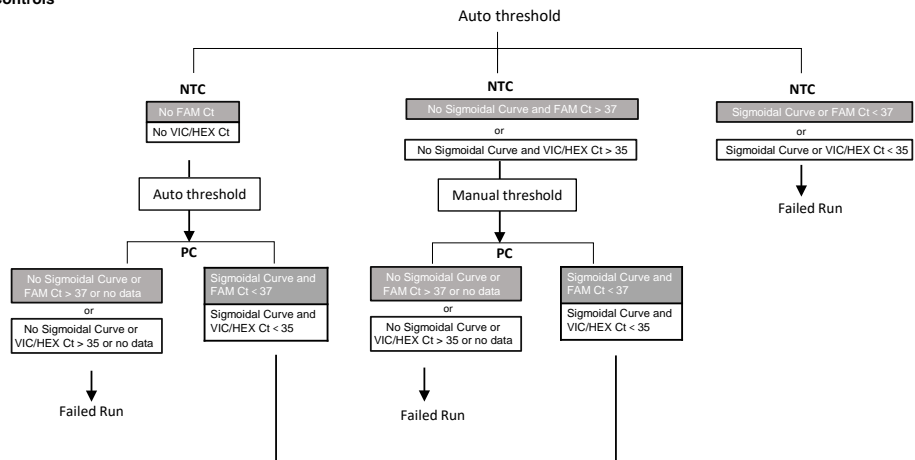 Controls
Auto threshold
NTC
No FAM Ct
No VIC/HEX Ct
Auto threshold
PC
No Sigmoidal Curve or
FAM Ct > 37 or no data
or
No Sigmoidal Curve or
VIC/HEX Ct > 35 or no data
Failed Run
Sigmoidal Curve and
FAM Ct < 37
Sigmoidal Curve and
VIC/HEX Ct < 35
NTC
No Sigmoidal Curve and FAM Ct > 37
or
No Sigmoidal Curve and VIC/HEX Ct > 35
Manual threshold
PC
No Sigmoidal Curve or
FAM Ct > 37 or no data
or
No Sigmoidal Curve or
VIC/HEX Ct > 35 or no data
Failed Run
Sigmoidal Curve and
FAM Ct < 37
Sigmoidal Curve and
VIC/HEX Ct < 35
NTC
Sigmoidal Curve or FAM Ct < 37
or
Sigmoidal Curve or VIC/HEX Ct < 35
Failed Run